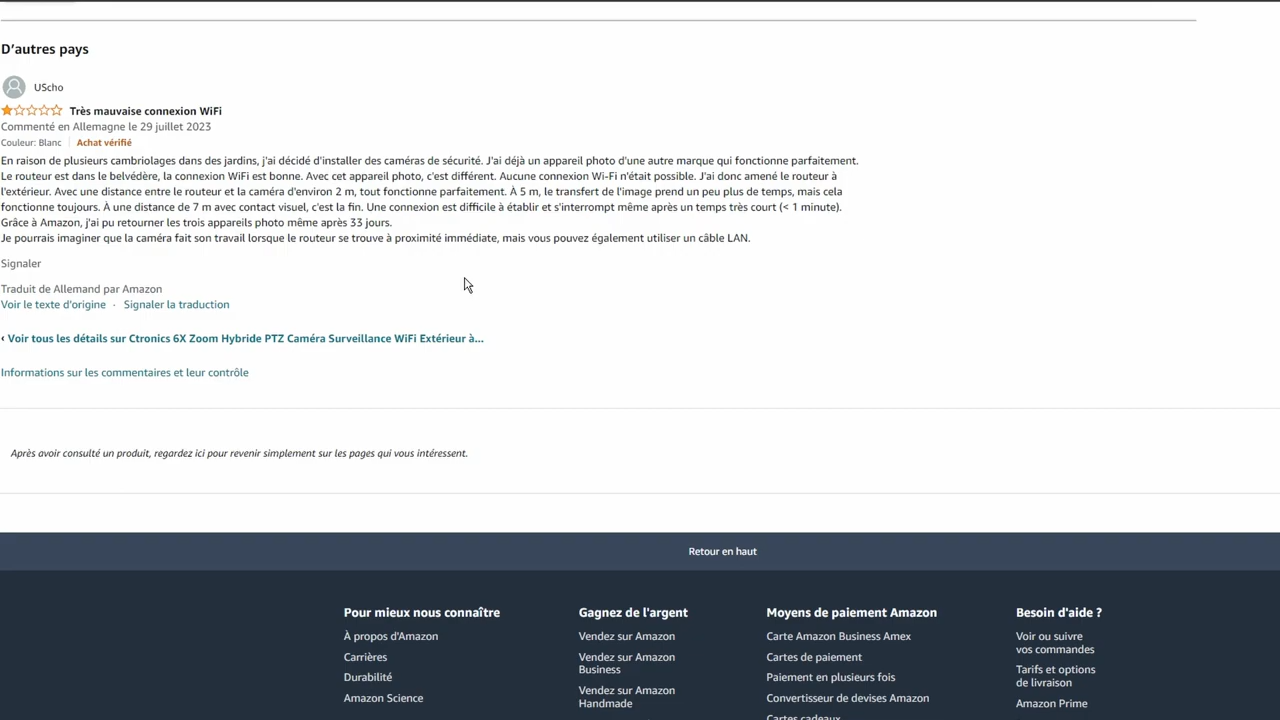 D’autres pays
UScho
Très mauvaise connexion WiFi
Commenté en Allemagne le 29 juillet 2023
Couleur: Blanc Achat vérifié
En raison de plusieurs cambriolages dans des jardins, j'ai décidé d'installer des caméras de sécurité. J'ai déjà un appareil photo d'une autre marque qui fonctionne parfaitement.
Le routeur est dans le belvédère, la connexion WiFi est bonne. Avec cet appareil photo, c'est différent. Aucune connexion Wi-Fi n'était possible. J'ai donc amené le routeur à
l'extérieur. Avec une distance entre le routeur et la caméra d'environ 2 m, tout fonctionne parfaitement. À 5 m, le transfert de l'image prend un peu plus de temps, mais cela
fonctionne toujours. À une distance de 7 m avec contact visuel, c'est la fin. Une connexion est difficile à établir et s'interrompt même après un temps très court (< 1 minute).
Grâce à Amazon, j'ai pu retourner les trois appareils photo même après 33 jours.
Je pourrais imaginer que la caméra fait son travail lorsque le routeur se trouve à proximité immédiate, mais vous pouvez également utiliser un câble LAN.
Signaler
Traduit de Allemand par Amazon
Voir le texte d'origine · Signaler la traduction
‹ Voir tous les détails sur Ctronics 6X Zoom Hybride PTZ Caméra Surveillance WiFi Extérieur à...
Informations sur les commentaires et leur contrôle
Après avoir consulté un produit, regardez ici pour revenir simplement sur les pages qui vous intéressent.
Retour en haut
Pour mieux nous connaître
À propos d'Amazon
Carrières
Durabilité
Amazon Science
Gagnez de l'argent
Vendez sur Amazon
Vendez sur Amazon
Business
Vendez sur Amazon
Handmade
Moyens de paiement Amazon
Carte Amazon Business Amex
Cartes de paiement
Paiement en plusieurs fois
Convertisseur de devises Amazon
Cartes cadeaux
Besoin d'aide ?
Voir ou suivre
vos commandes
Tarifs et options
de livraison
Amazon Prime